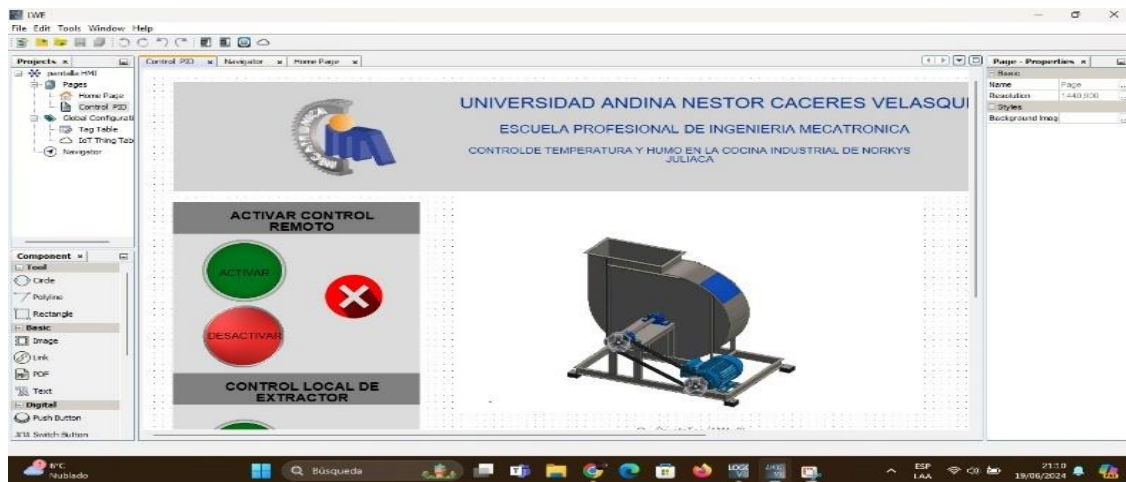 LWE
File Edit Tools Window Help
Projects
pantalla HMI
Pages
Home Page
Control PID
Global Configurati
Tag Table
IoT Thing Tab
Navigator
Component
Tool
Circle
Polyline
Rectangle
Basic
Image
Link
PDF
Text
Digital
Push Button
Switch Button
Control PID
Navigator
Home Page
UNIVERSIDAD ANDINA NESTOR CACERES VELASQU
ESCUELA PROFESIONAL DE INGENIERIA MECATRONICA
CONTROLDE TEMPERATURA Y HUMO EN LA COCINA INDUSTRIAL DE NORKYS
JULIACA
ACTIVAR CONTROL
REMOTO
ACTIVAR
DESACTIVAR
CONTROL LOCAL DE
EXTRACTOR
Page - Properties
Basic
Name Page
Resolution
Styles
Background Imag
6°C
Nublado
Búsqueda
ESP
LAA
21:10
19/06/2024